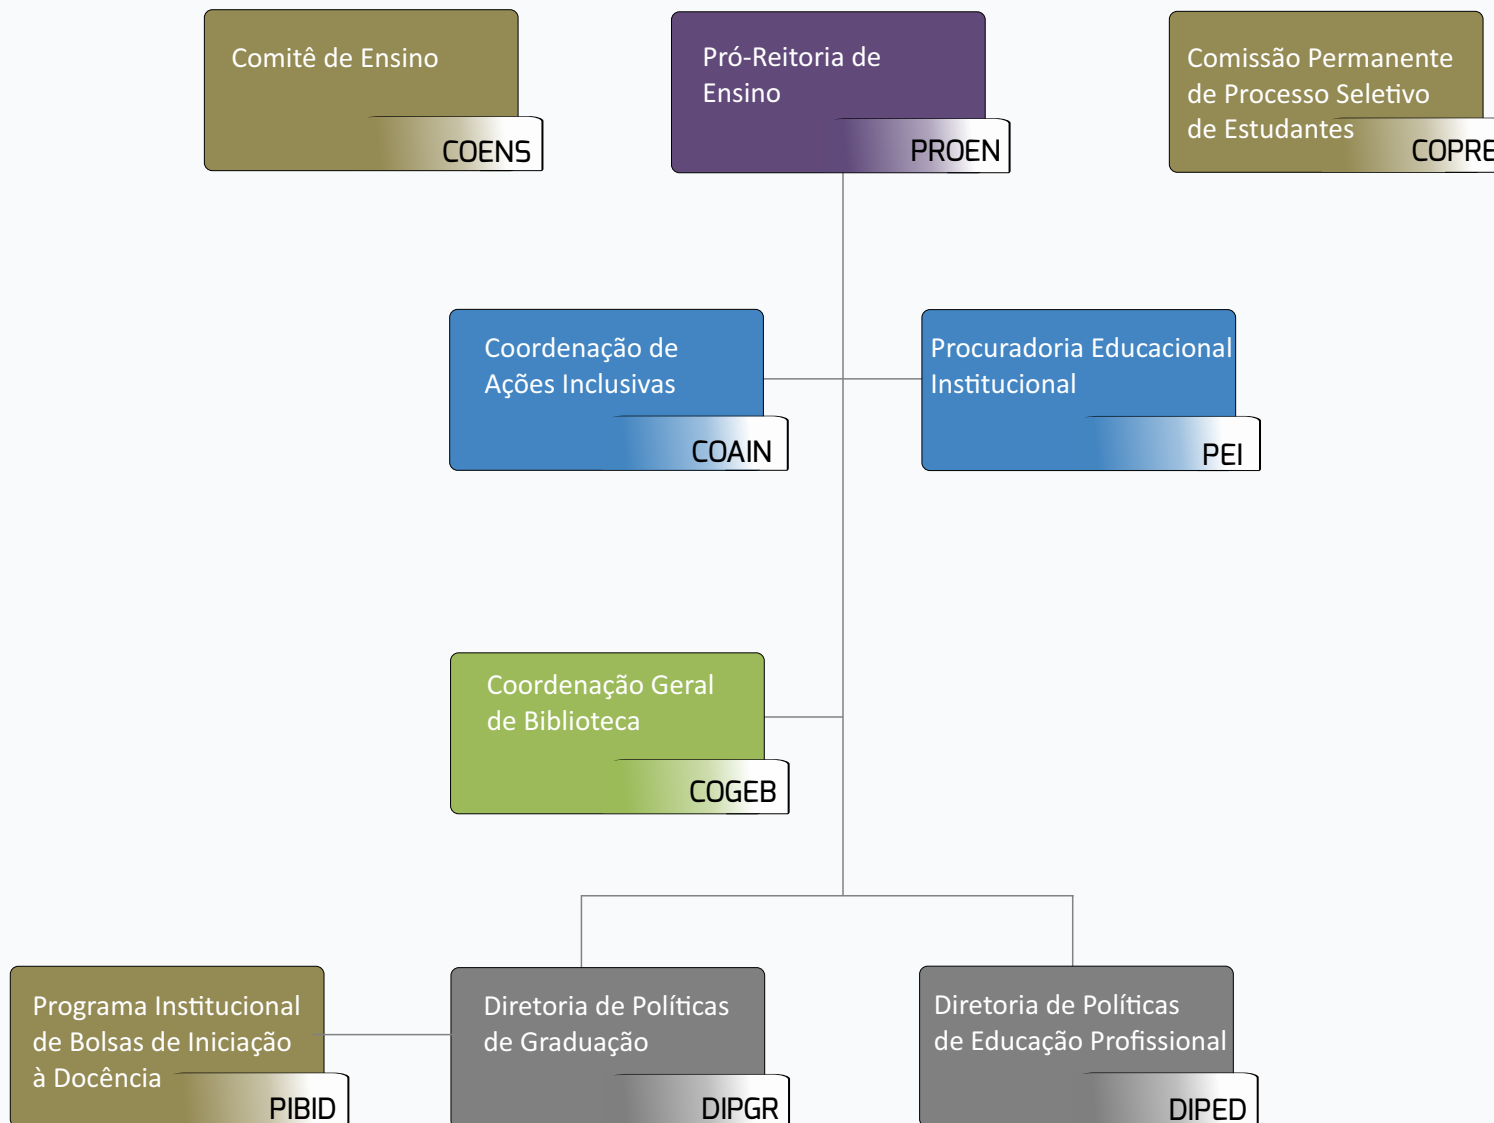 Comitê de Ensino
COENS
Pró-Reitoria de
Ensino
PROEN
Comissão Permanente
de Processo Seletivo
de Estudantes
COPRE
Coordenação de
Ações Inclusivas
COAIN
Procuradoria Educacional
Institucional
PEI
Coordenação Geral
de Biblioteca
COGEB
Programa Institucional
de Bolsas de Iniciação
à Docência
PIBID
Diretoria de Políticas
de Graduação
DIPGR
Diretoria de Políticas
de Educação Profissional
DIPED